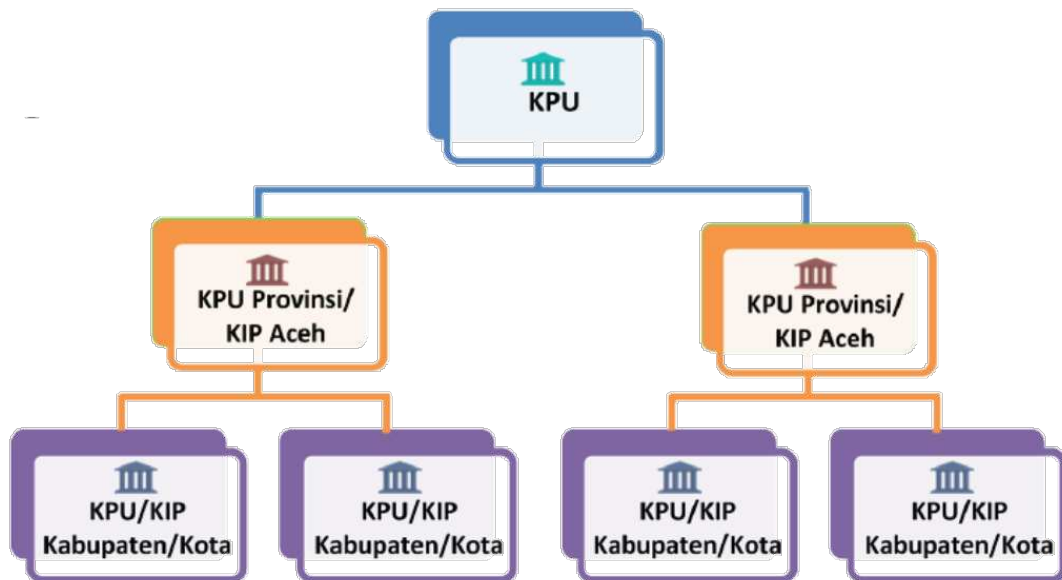 KPU
KPU Provinsi/
KIP Aceh
KPU Provinsi/
KIP Aceh
KPU/KIP
Kabupaten/Kota
KPU/KIP
Kabupaten/Kota
KPU/KIP
Kabupaten/Kota
KPU/KIP
Kabupaten/Kota